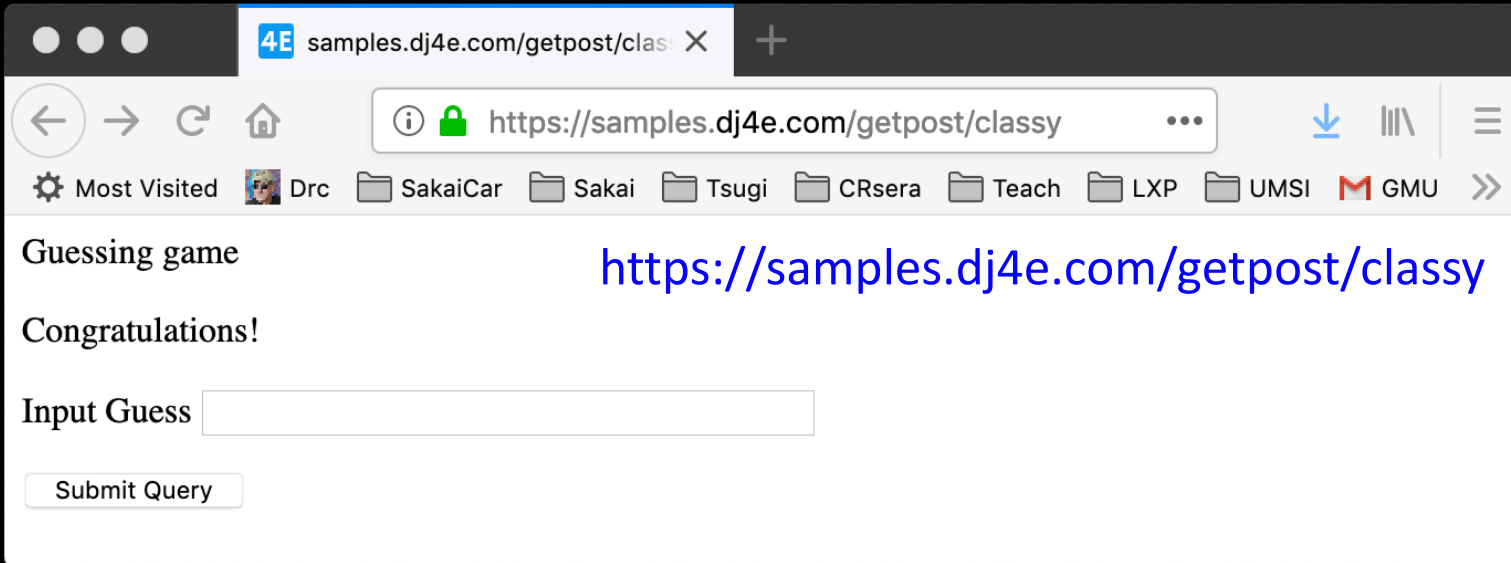 4E samples.dj4e.com/getpost/clas
https://samples.dj4e.com/getpost/classy
Most Visited Drc SakaiCar Sakai Tsugi CRsera Teach LXP UMSI GMU
Guessing game
https://samples.dj4e.com/getpost/classy
Congratulations!
Input Guess
Submit Query